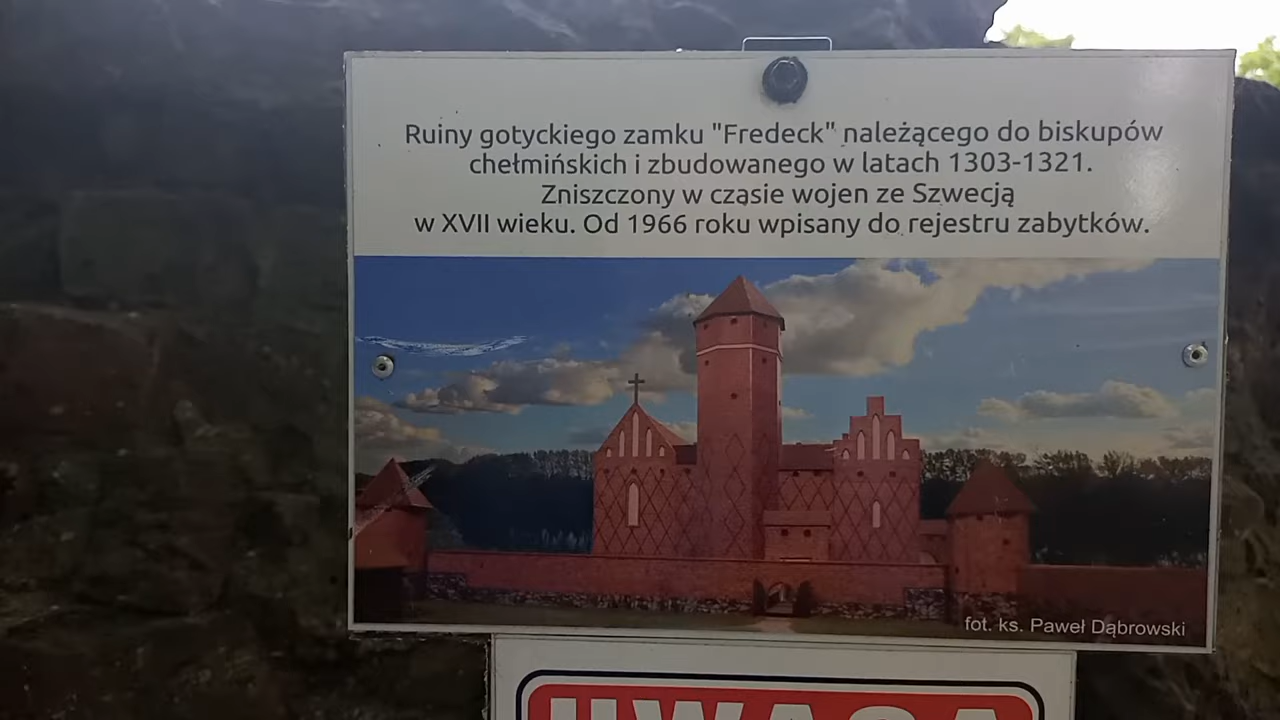 Ruiny gotyckiego zamku "Fredeck" należącego do biskupów
chełmińskich i zbudowanego w latach 1303-1321.
Zniszczony w czasie wojen ze Szwecją
w XVII wieku. Od 1966 roku wpisany do rejestru zabytków.
fot. ks. Paweł Dąbrowski
UWAGA